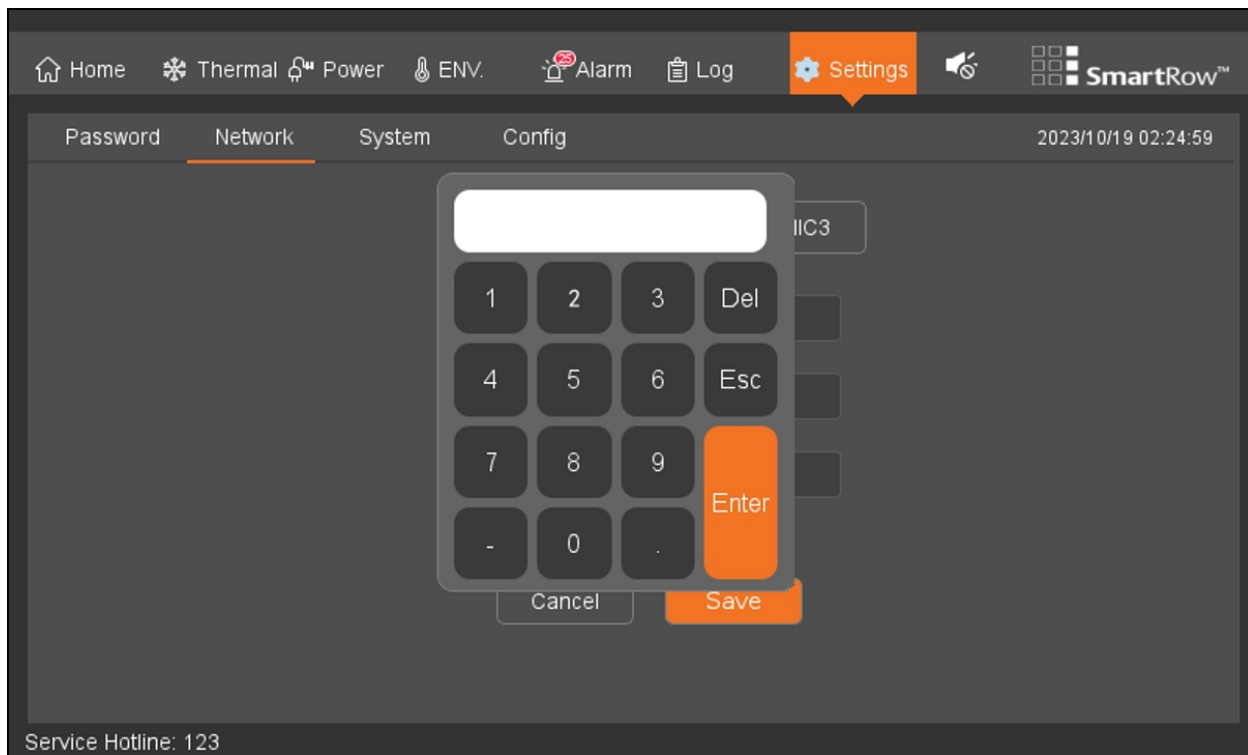 Home Thermal Power ENV. 25 Alarm Log Settings SmartRow™
Password Network System Config 2023/10/19 02:24:59
1 2 3 Del
4 5 6 Esc
7 8 9
Enter
- 0 .
Cancel Save
Service Hotline: 123